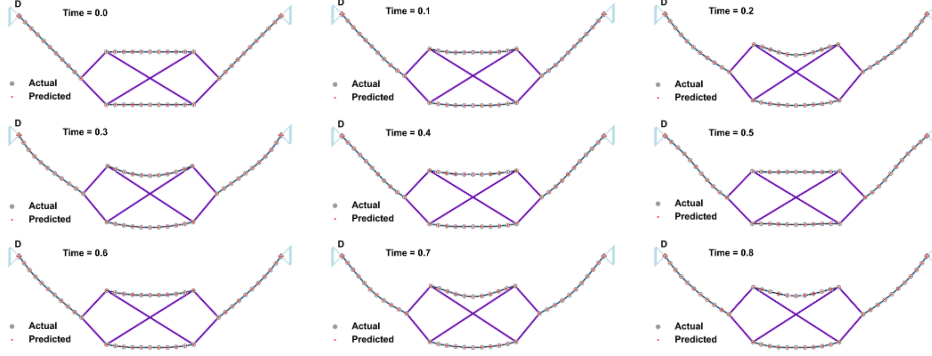 D
Time = 0.0
Actual
Predicted
D
Time = 0.1
Actual
Predicted
D
Time = 0.2
Actual
Predicted
D
Time = 0.3
Actual
Predicted
D
Time = 0.4
Actual
Predicted
D
Time = 0.5
Actual
Predicted
D
Time = 0.6
Actual
Predicted
D
Time = 0.7
Actual
Predicted
D
Time = 0.8
Actual
Predicted